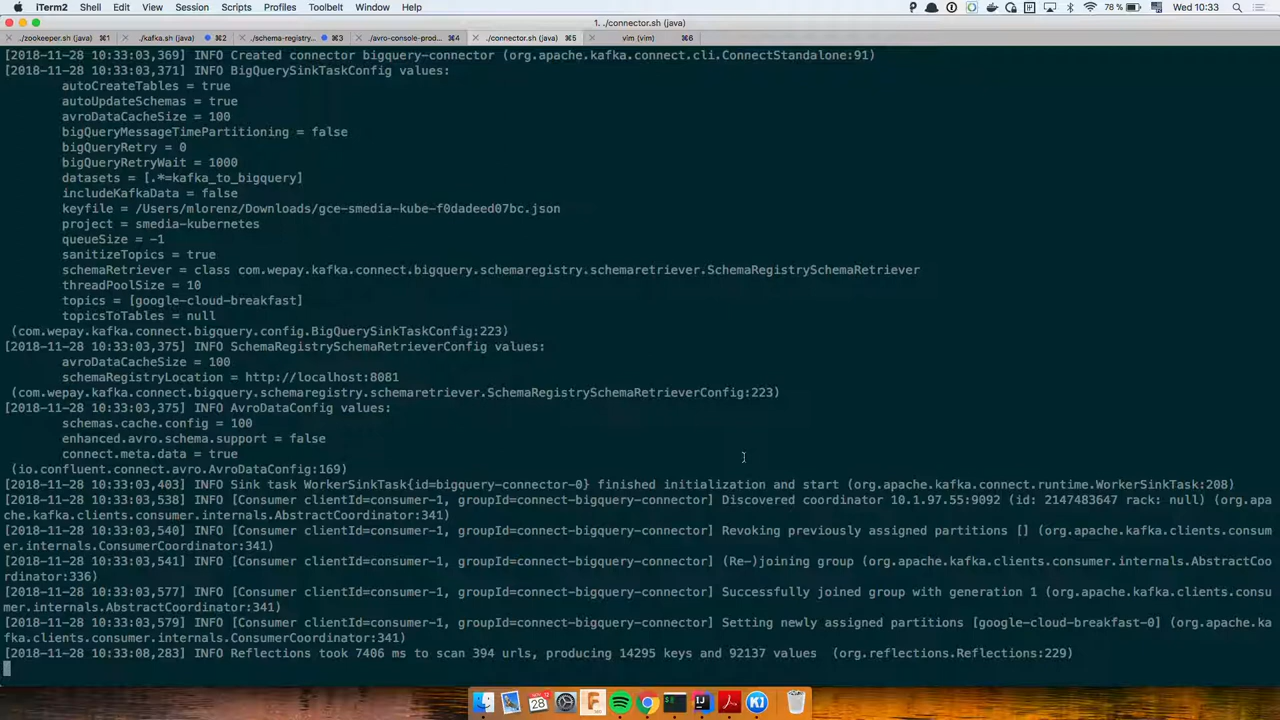 iTerm2 Shell Edit View Session Scripts Profiles Toolbelt Window Help 78 % Wed 10:33
1. ./connector.sh (java)
./zookeeper.sh (java) ⌘1 ./kafka.sh (java) ⌘2 ./schema-registry... ⌘3 ./avro-console-prod... ⌘4 ./connector.sh (java) ⌘5 vim (vim) ⌘6
[2018-11-28 10:33:03,369] INFO Created connector bigquery-connector (org.apache.kafka.connect.cli.ConnectStandalone:91)
[2018-11-28 10:33:03,371] INFO BigQuerySinkTaskConfig values:
autoCreateTables = true
autoUpdateSchemas = true
avroDataCacheSize = 100
bigQueryMessageTimePartitioning = false
bigQueryRetry = 0
bigQueryRetryWait = 1000
datasets = [.*=kafka_to_bigquery]
includeKafkaData = false
keyfile = /Users/mlorenz/Downloads/gce-smedia-kube-f0dadeed07bc.json
project = smedia-kubernetes
queueSize = -1
sanitizeTopics = true
schemaRetriever = class com.wepay.kafka.connect.bigquery.schemaregistry.schemaretriever.SchemaRegistrySchemaRetriever
threadPoolSize = 10
topics = [google-cloud-breakfast]
topicsToTables = null
(com.wepay.kafka.connect.bigquery.config.BigQuerySinkTaskConfig:223)
[2018-11-28 10:33:03,375] INFO SchemaRegistrySchemaRetrieverConfig values:
avroDataCacheSize = 100
schemaRegistryLocation = http://localhost:8081
(com.wepay.kafka.connect.bigquery.schemaregistry.schemaretriever.SchemaRegistrySchemaRetrieverConfig:223)
[2018-11-28 10:33:03,375] INFO AvroDataConfig values:
schemas.cache.config = 100
enhanced.avro.schema.support = false
connect.meta.data = true
(io.confluent.connect.avro.AvroDataConfig:169)
[2018-11-28 10:33:03,403] INFO Sink task WorkerSinkTask{id=bigquery-connector-0} finished initialization and start (org.apache.kafka.connect.runtime.WorkerSinkTask:208)
[2018-11-28 10:33:03,538] INFO [Consumer clientId=consumer-1, groupId=connect-bigquery-connector] Discovered coordinator 10.1.97.55:9092 (id: 2147483647 rack: null) (org.apa
che.kafka.clients.consumer.internals.AbstractCoordinator:341)
[2018-11-28 10:33:03,540] INFO [Consumer clientId=consumer-1, groupId=connect-bigquery-connector] Revoking previously assigned partitions [] (org.apache.kafka.clients.consum
er.internals.ConsumerCoordinator:341)
[2018-11-28 10:33:03,541] INFO [Consumer clientId=consumer-1, groupId=connect-bigquery-connector] (Re-)joining group (org.apache.kafka.clients.consumer.internals.AbstractCoo
rdinator:336)
[2018-11-28 10:33:03,577] INFO [Consumer clientId=consumer-1, groupId=connect-bigquery-connector] Successfully joined group with generation 1 (org.apache.kafka.clients.consu
mer.internals.AbstractCoordinator:341)
[2018-11-28 10:33:03,579] INFO [Consumer clientId=consumer-1, groupId=connect-bigquery-connector] Setting newly assigned partitions [google-cloud-breakfast-0] (org.apache.ka
fka.clients.consumer.internals.ConsumerCoordinator:341)
[2018-11-28 10:33:08,283] INFO Reflections took 7406 ms to scan 394 urls, producing 14295 keys and 92137 values  (org.reflections.Reflections:229)